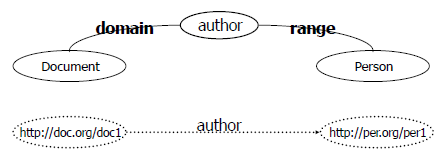 domain author range
Document Person
author
http://doc.org/doc1 http://per.org/per1